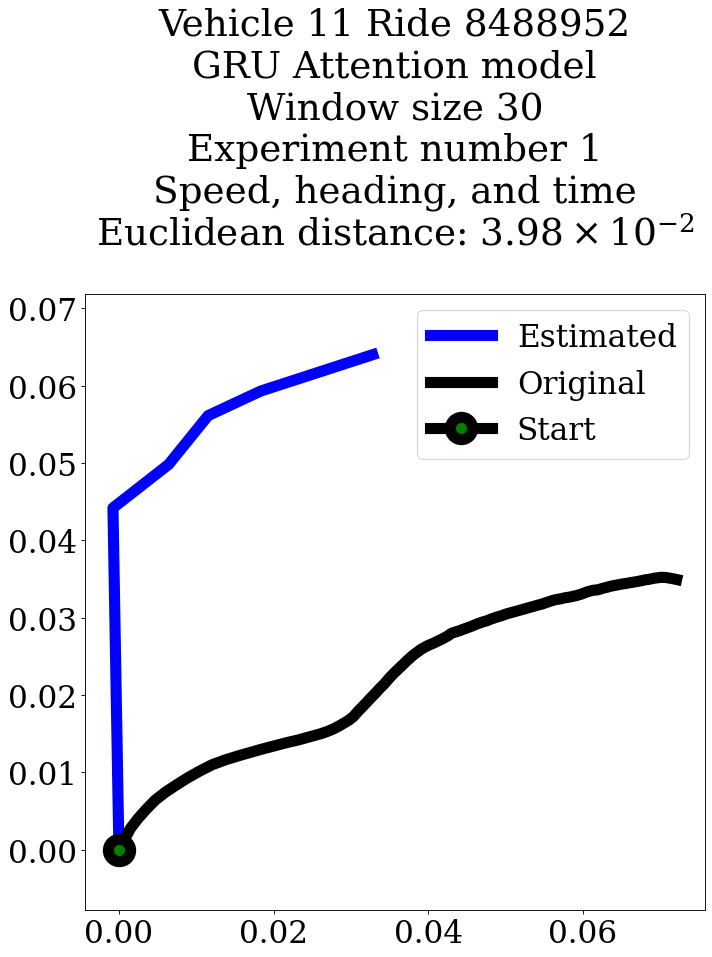 Vehicle 11 Ride 8488952
GRU Attention model
Window size 30
Experiment number 1
Speed, heading, and time
Euclidean distance: 3.98 × 10⁻²
0.07
0.06
0.05
0.04
0.03
0.02
0.01
0.00
Estimated
Original
Start
0.00 0.02 0.04 0.06